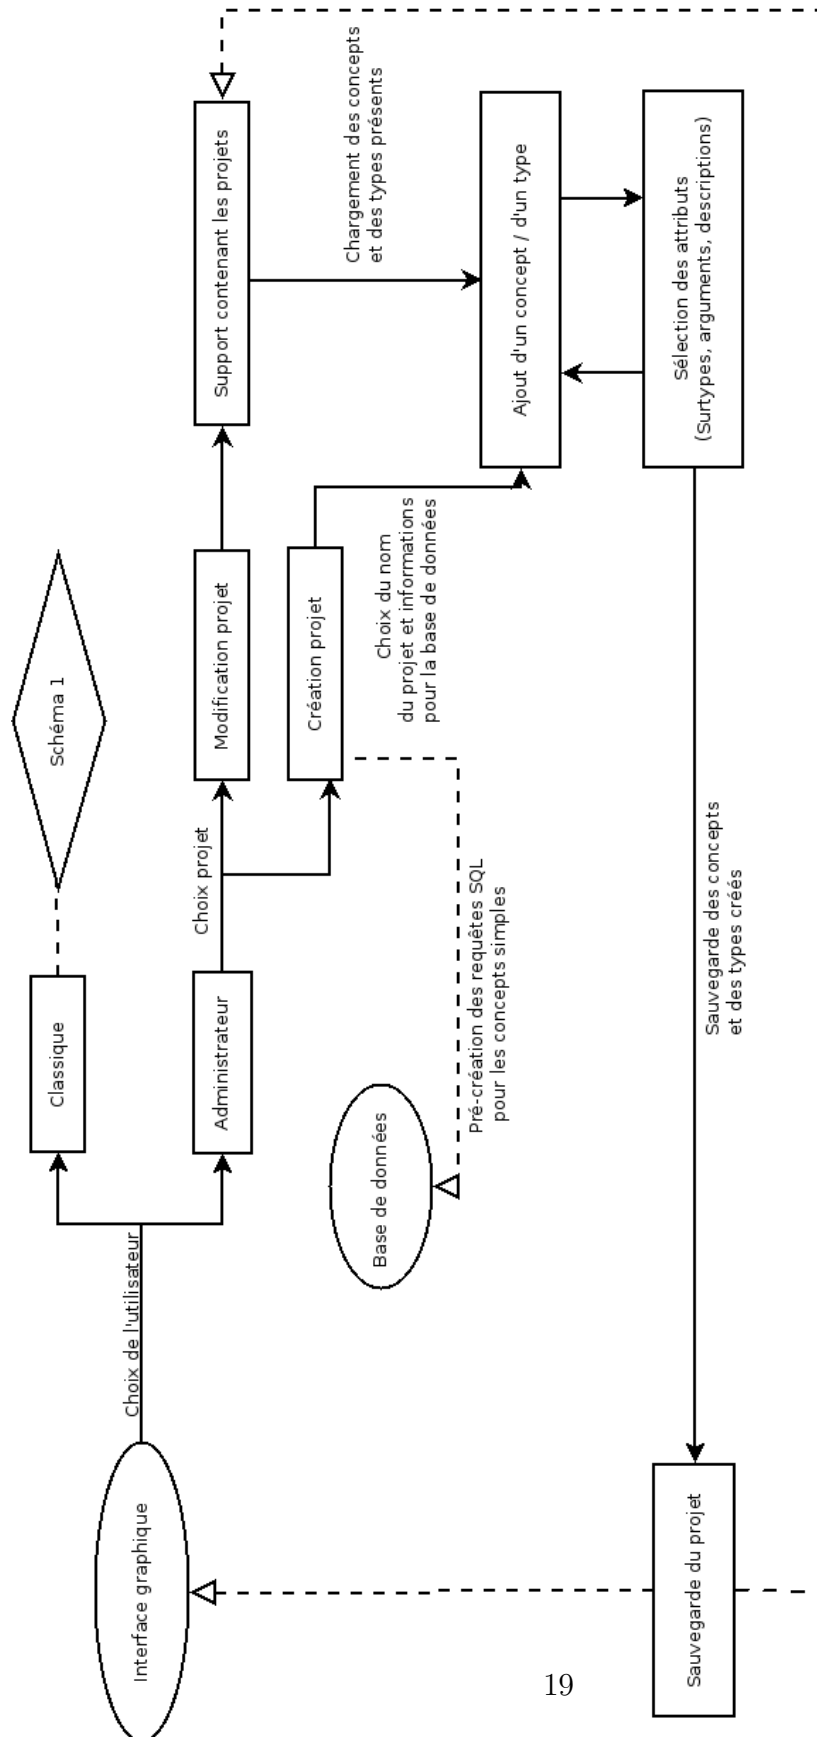 Interface graphique
Choix de l'utilisateur
Classique
Schéma 1
Administrateur
Choix projet
Modification projet
Création projet
Support contenant les projets
Chargement des concepts
et des types présents
Choix du nom
du projet et informations
pour la base de données
Base de données
Pré-création des requêtes SQL
pour les concepts simples
Ajout d'un concept / d'un type
Sélection des attributs
(Surtypes, arguments, descriptions)
Sauvegarde des concepts
et des types créés
Sauvegarde du projet
19